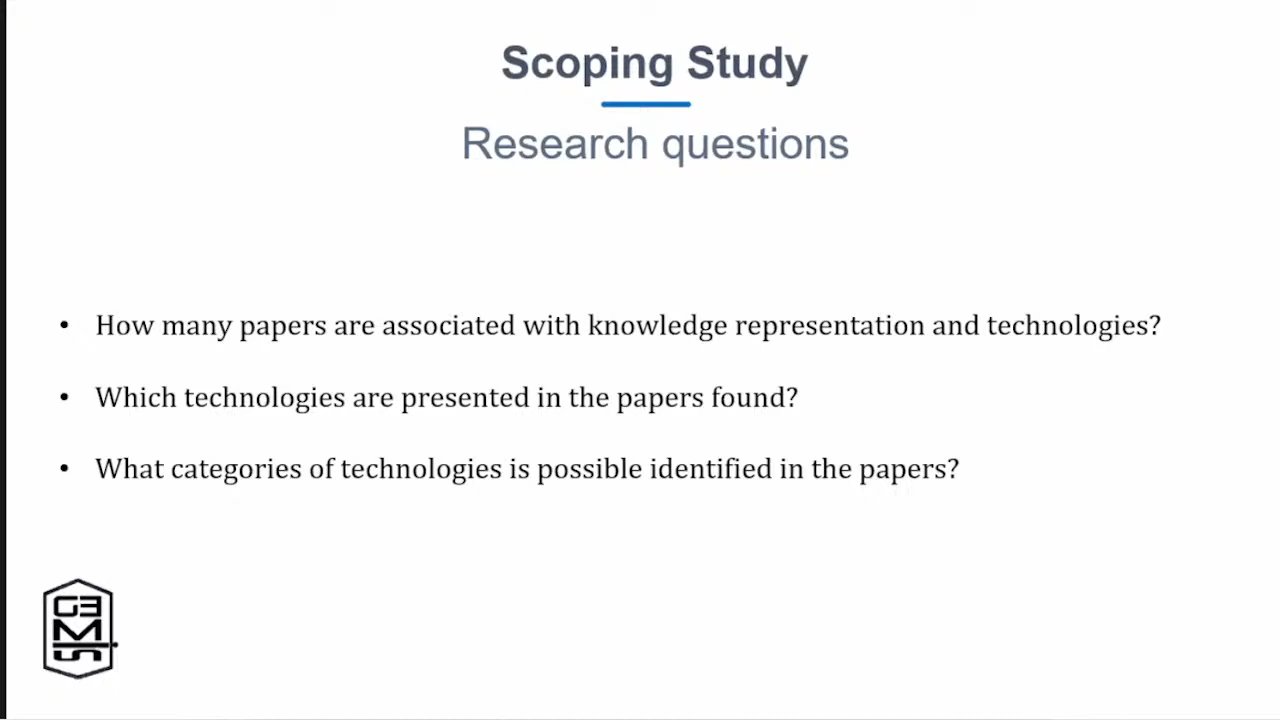 Scoping Study
Research questions
• How many papers are associated with knowledge representation and technologies?
• Which technologies are presented in the papers found?
• What categories of technologies is possible identified in the papers?